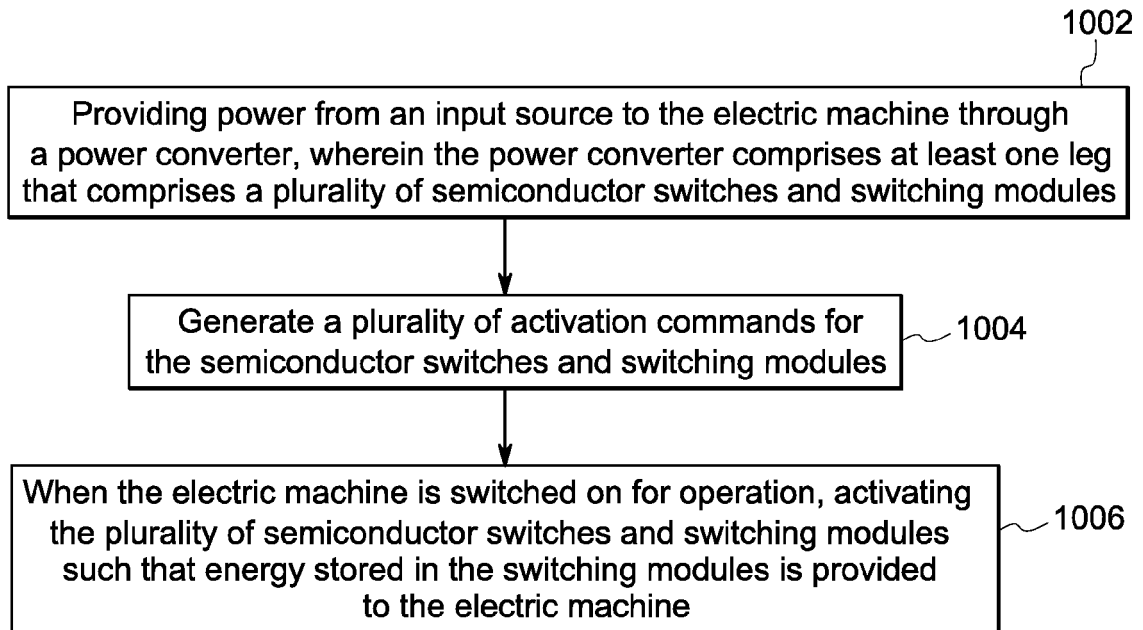 1002
Providing power from an input source to the electric machine through
a power converter, wherein the power converter comprises at least one leg
that comprises a plurality of semiconductor switches and switching modules
Generate a plurality of activation commands for
the semiconductor switches and switching modules
1004
When the electric machine is switched on for operation, activating
the plurality of semiconductor switches and switching modules
such that energy stored in the switching modules is provided
to the electric machine
1006